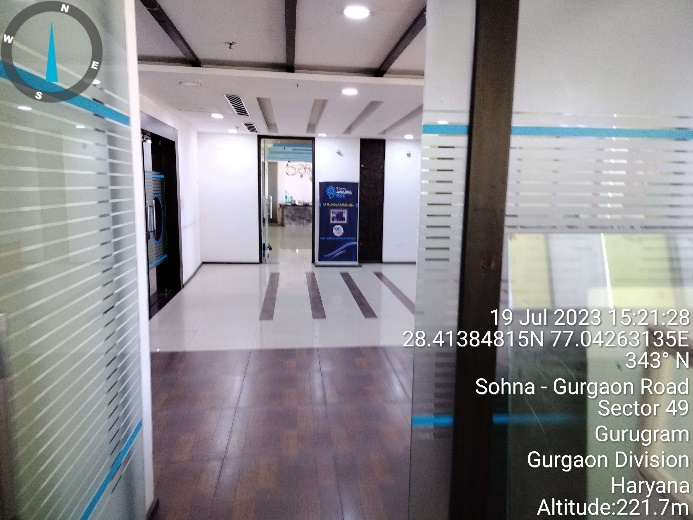 N
W
E
S
19 Jul 2023 15:21:28
28.41384815N 77.04263135E
343° N
Sohna - Gurgaon Road
Sector 49
Gurugram
Gurgaon Division
Haryana
Altitude:221.7m